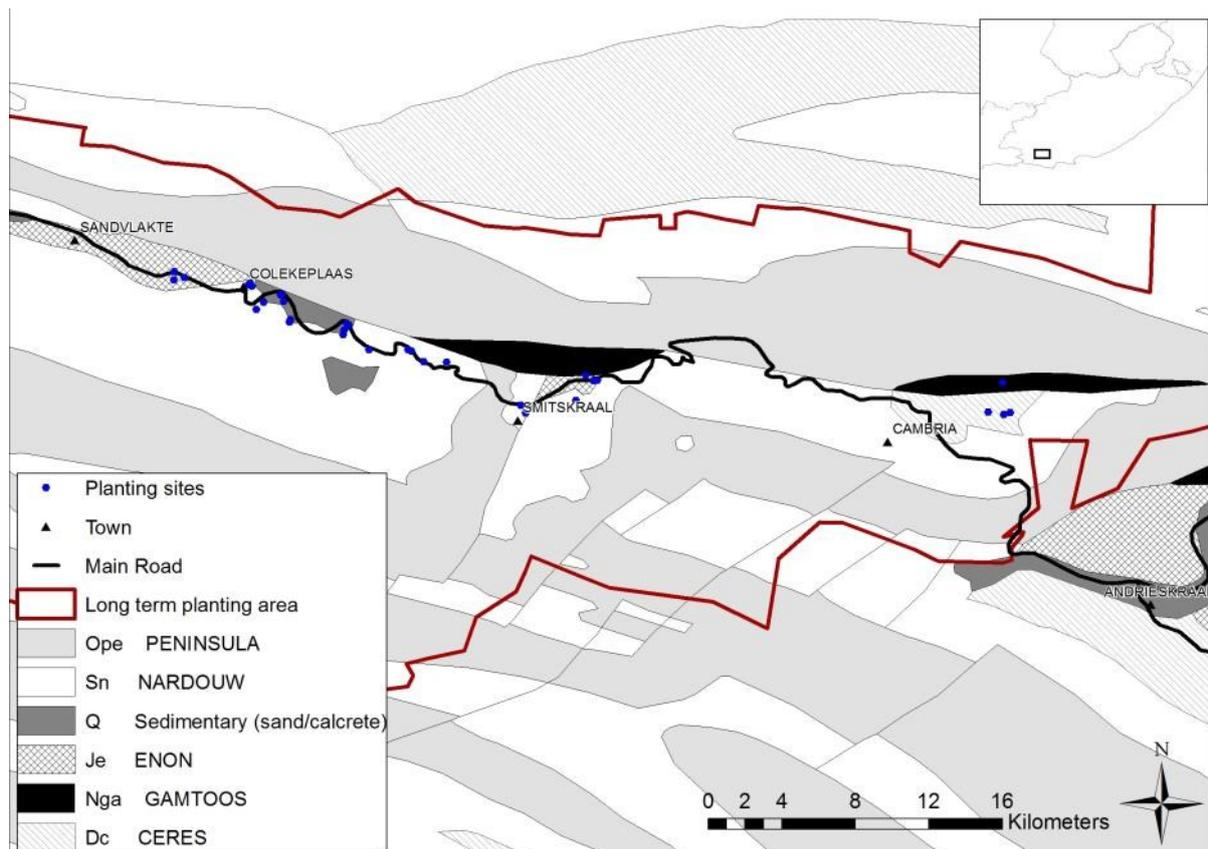 SANDVLAKTE
COLEKEPLAAS
SMITSKRAAL
CAMBRIA
ANDRIESKRAAL
Planting sites
Town
Main Road
Long term planting area
Ope PENINSULA
Sn NARDOUW
Q Sedimentary (sand/calcrete)
Je ENON
Nga GAMTOOS
Dc CERES
0 2 4 8 12 16
Kilometers
N